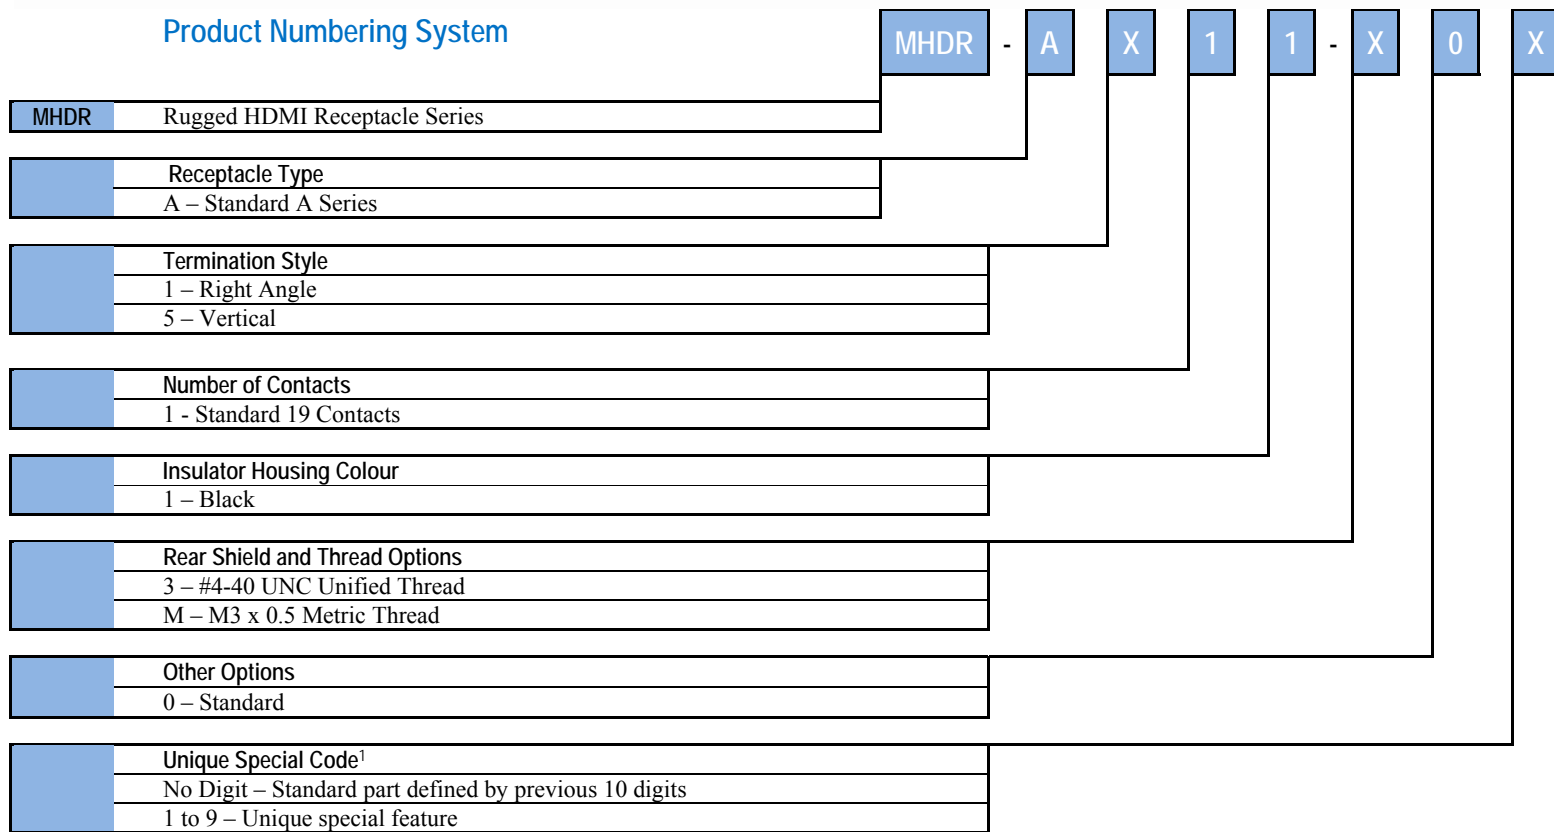 Product Numbering System
MHDR - A X 1 1 - X 0 X
MHDR Rugged HDMI Receptacle Series
Receptacle Type
A – Standard A Series
Termination Style
1 – Right Angle
5 – Vertical
Number of Contacts
1 - Standard 19 Contacts
Insulator Housing Colour
1 – Black
Rear Shield and Thread Options
3 – #4-40 UNC Unified Thread
M – M3 x 0.5 Metric Thread
Other Options
0 – Standard
Unique Special Code¹
No Digit – Standard part defined by previous 10 digits
1 to 9 – Unique special feature